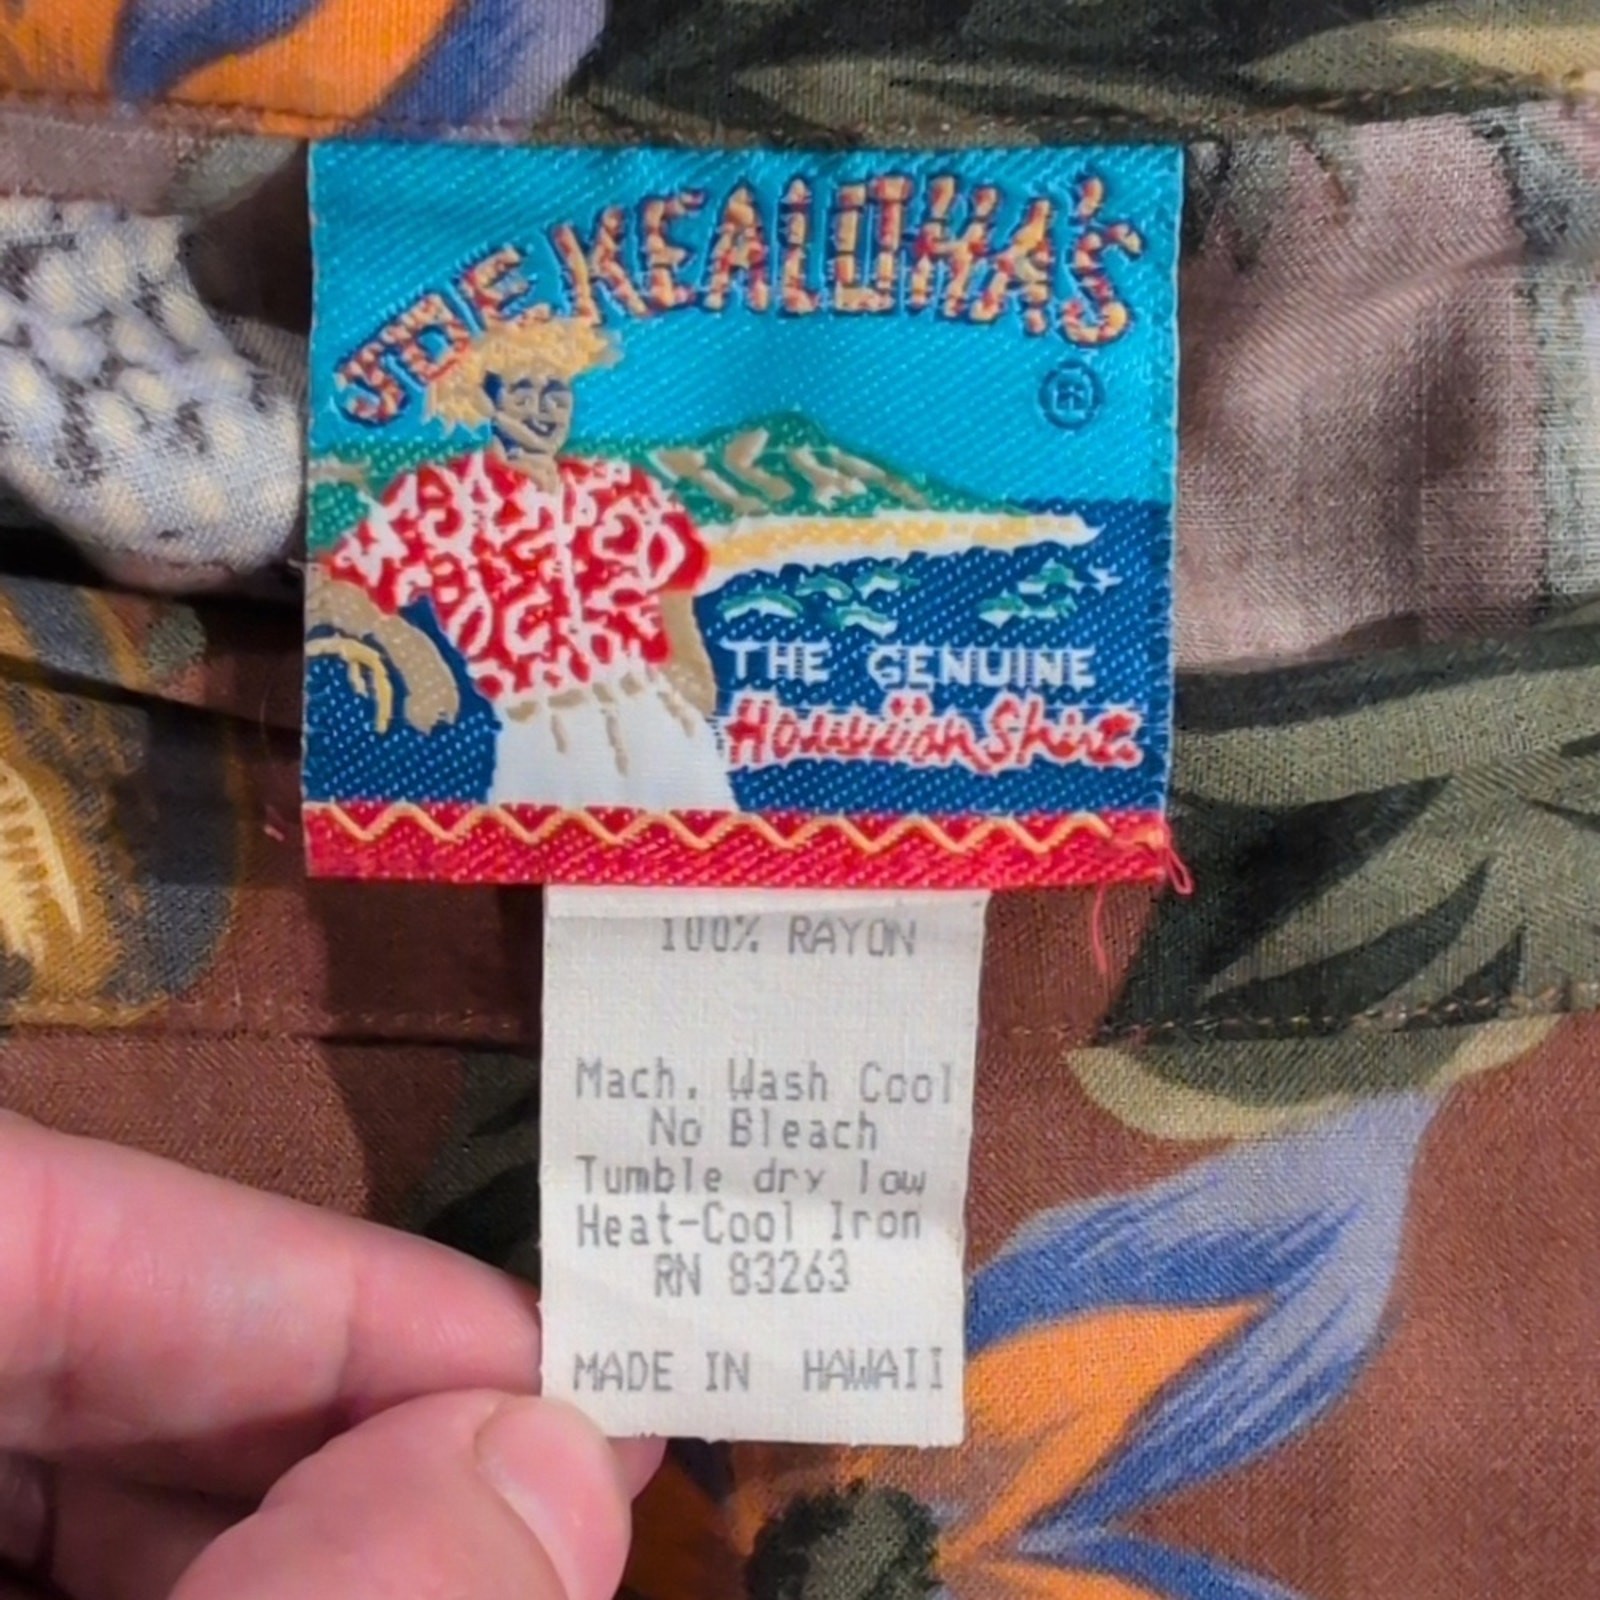 JOE KEALOHA'S
®
THE GENUINE
Hawaiian Shirt.
100% RAYON
Mach. Wash Cool
No Bleach
Tumble dry low
Heat-Cool Iron
RN 83263
MADE IN HAWAII